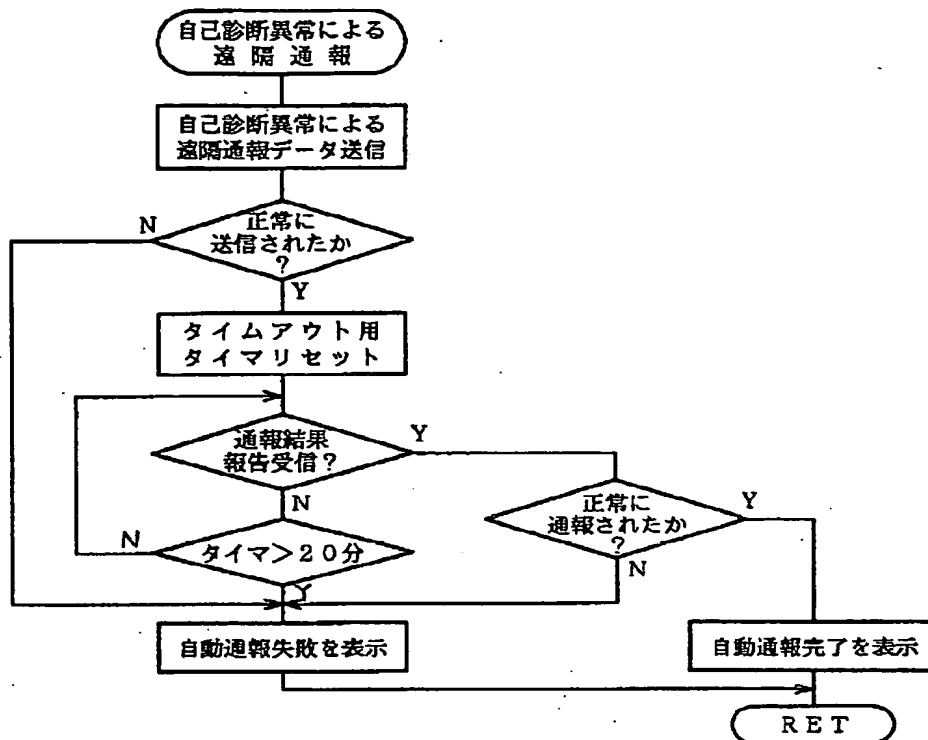 自己診断異常による
遠隔通報
自己診断異常による
遠隔通報データ送信
N
正常に
送信されたか
?
Y
タイムアウト用
タイマリセット
通報結果
報告受信?
Y
N
正常に
通報されたか
?
Y
N
N
タイマ>20分
Y
自動通報失敗を表示
自動通報完了を表示
RET